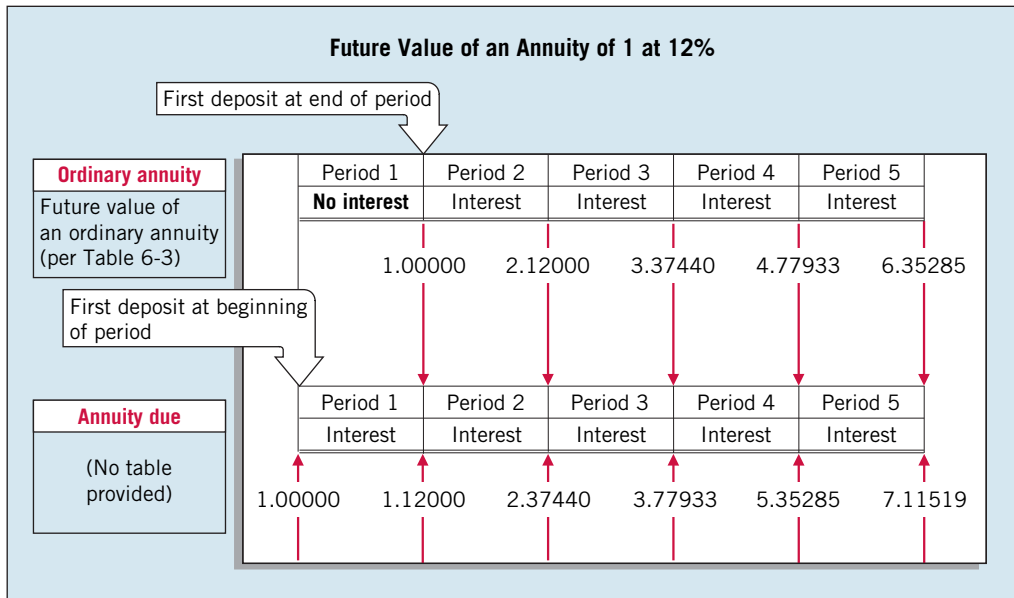 Future Value of an Annuity of 1 at 12%
First deposit at end of period
Ordinary annuity
Future value of
an ordinary annuity
(per Table 6-3)
Period 1 Period 2 Period 3 Period 4 Period 5
No interest Interest Interest Interest Interest
1.00000 2.12000 3.37440 4.77933 6.35285
First deposit at beginning
of period
Annuity due
(No table
provided)
Period 1 Period 2 Period 3 Period 4 Period 5
Interest Interest Interest Interest Interest
1.00000 1.12000 2.37440 3.77933 5.35285 7.11519